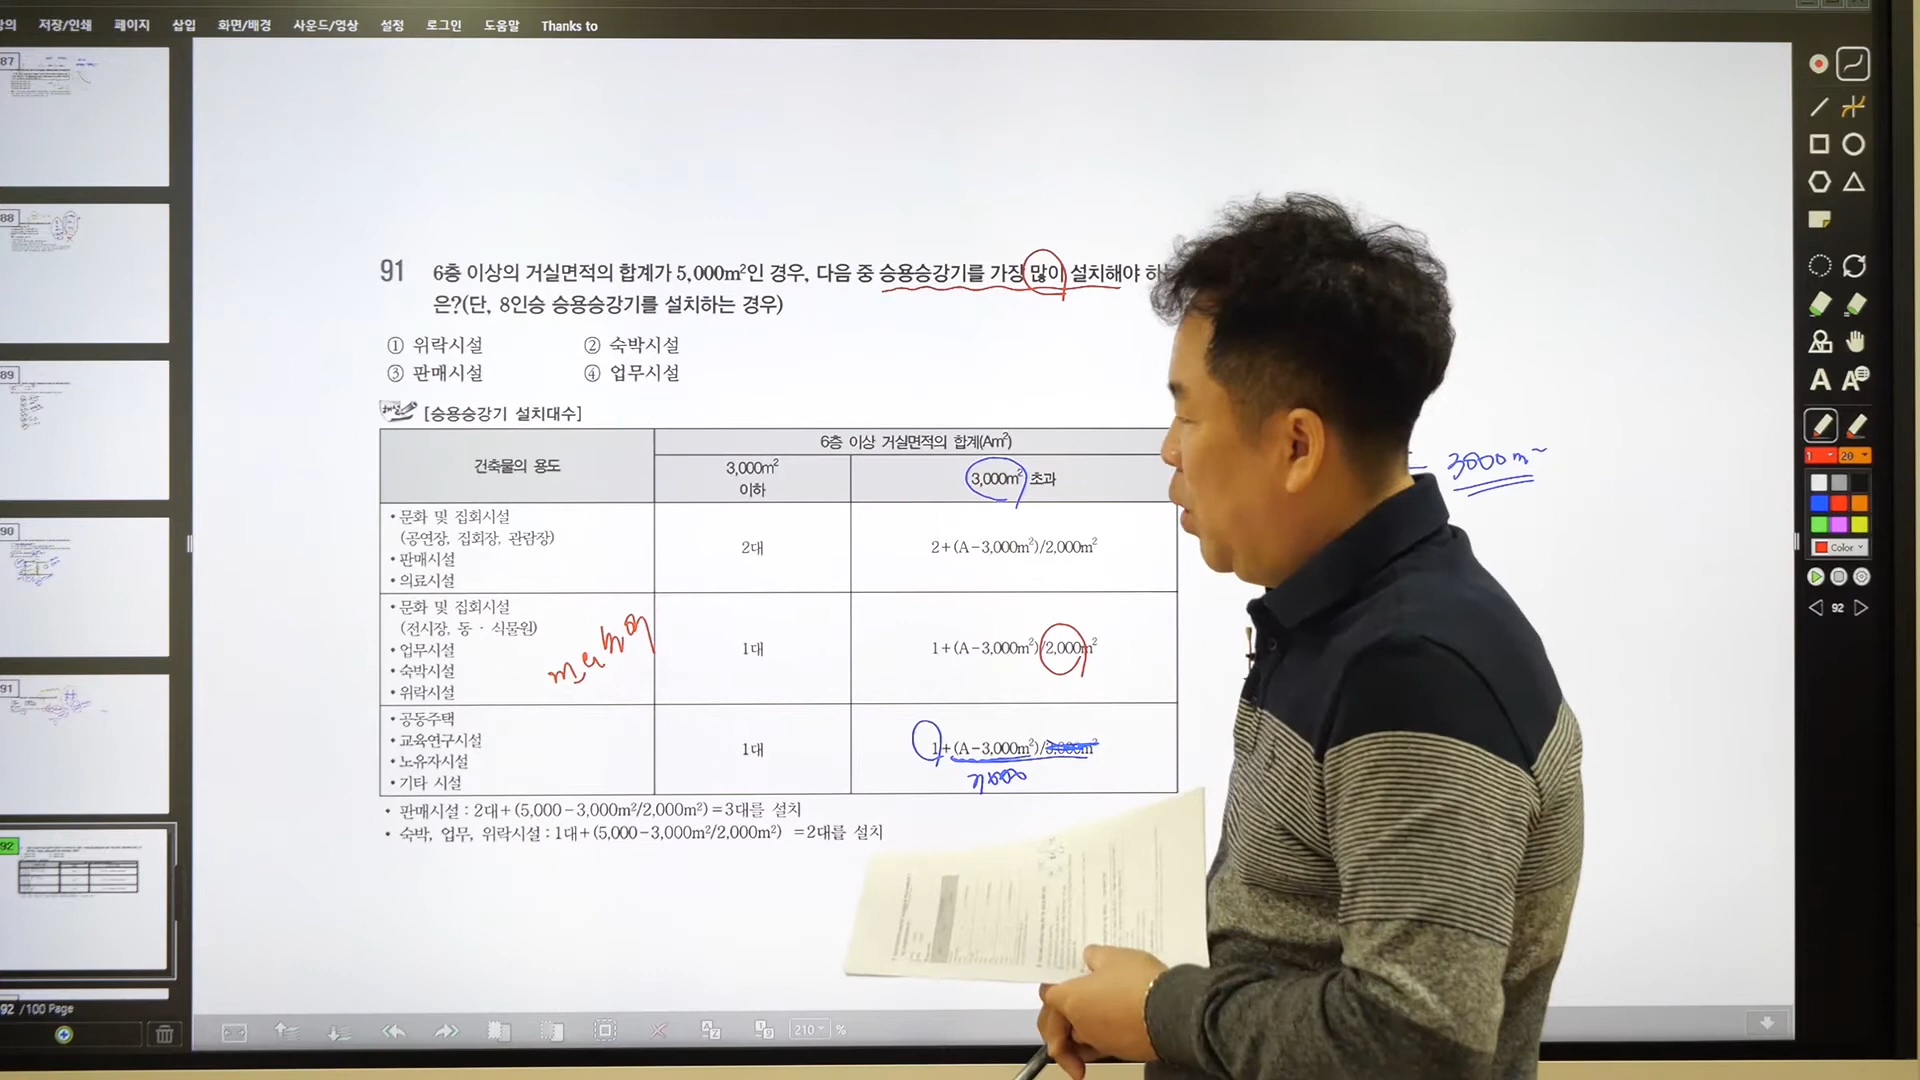 저장/인쇄 페이지 삽입 화면/배경 사운드/영상 설정 로그인 도움말 Thanks to
87
88
89
90
91
92
92 /100 Page
91 6층 이상의 거실면적의 합계가 5,000m²인 경우, 다음 중 승용승강기를 가장 많이 설치해야 하
은?(단, 8인승 승용승강기를 설치하는 경우)
① 위락시설 ② 숙박시설
③ 판매시설 ④ 업무시설
해설 [승용승강기 설치대수]
건축물의 용도
6층 이상 거실면적의 합계(Am²)
3,000m²
이하
3,000m² 초과
• 문화 및 집회시설
(공연장, 집회장, 관람장)
• 판매시설
• 의료시설
2대
2+(A-3,000m²)/2,000m²
• 문화 및 집회시설
(전시장, 동·식물원)
• 업무시설
• 숙박시설
• 위락시설
1대
1+(A-3,000m²)/2,000m²
• 공동주택
• 교육연구시설
• 노유자시설
• 기타 시설
1대
1+(A-3,000m²)/3,000m²
• 판매시설 : 2대+(5,000-3,000m²/2,000m²)=3대를 설치
• 숙박, 업무, 위락시설 : 1대+(5,000-3,000m²/2,000m²) =2대를 설치
3000m²
210 %
1 20
Color
92